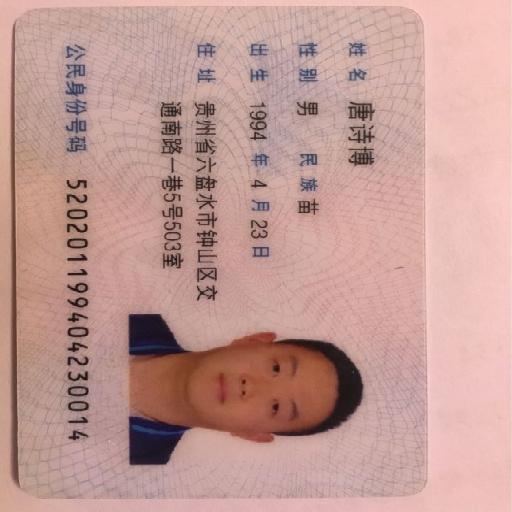 姓名 唐诗博
性别 男 民族 苗
出生 1994 年 4 月 23 日
住址 贵州省六盘水市钟山区交
通南路一巷5号503室
公民身份号码 520201199404230014